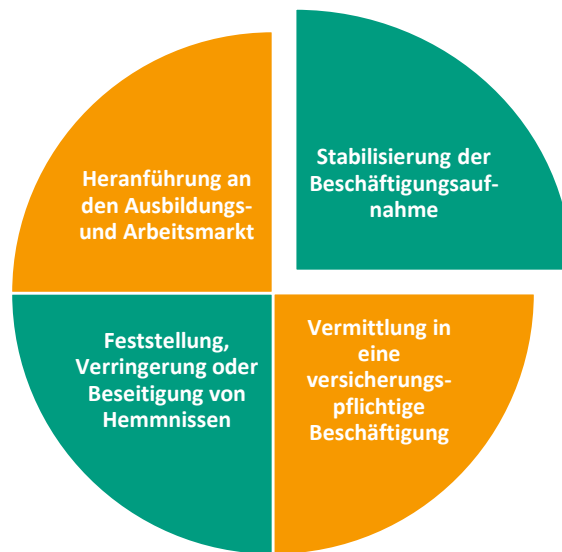 Heranführung an
den Ausbildungs-
und Arbeitsmarkt
Stabilisierung der
Beschäftigungsauf-
nahme
Feststellung,
Verringerung oder
Beseitigung von
Hemmnissen
Vermittlung in
eine
versicherungs-
pflichtige
Beschäftigung